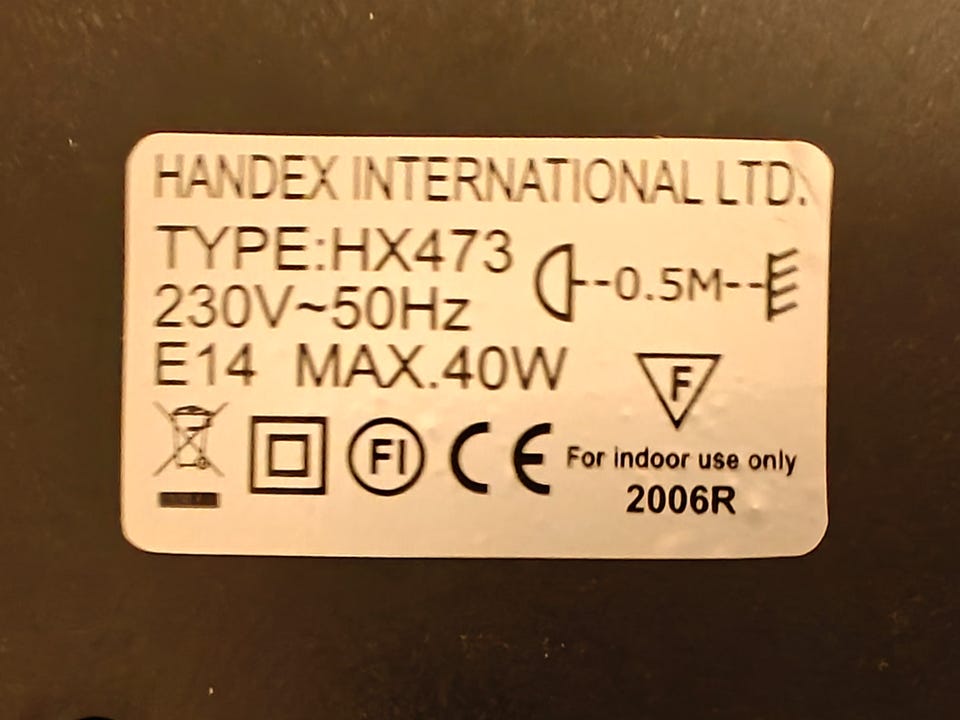 HANDEX INTERNATIONAL LTD.
TYPE:HX473
230V~50Hz
--0.5M--
E14 MAX.40W
F
FI
CE
For indoor use only
2006R